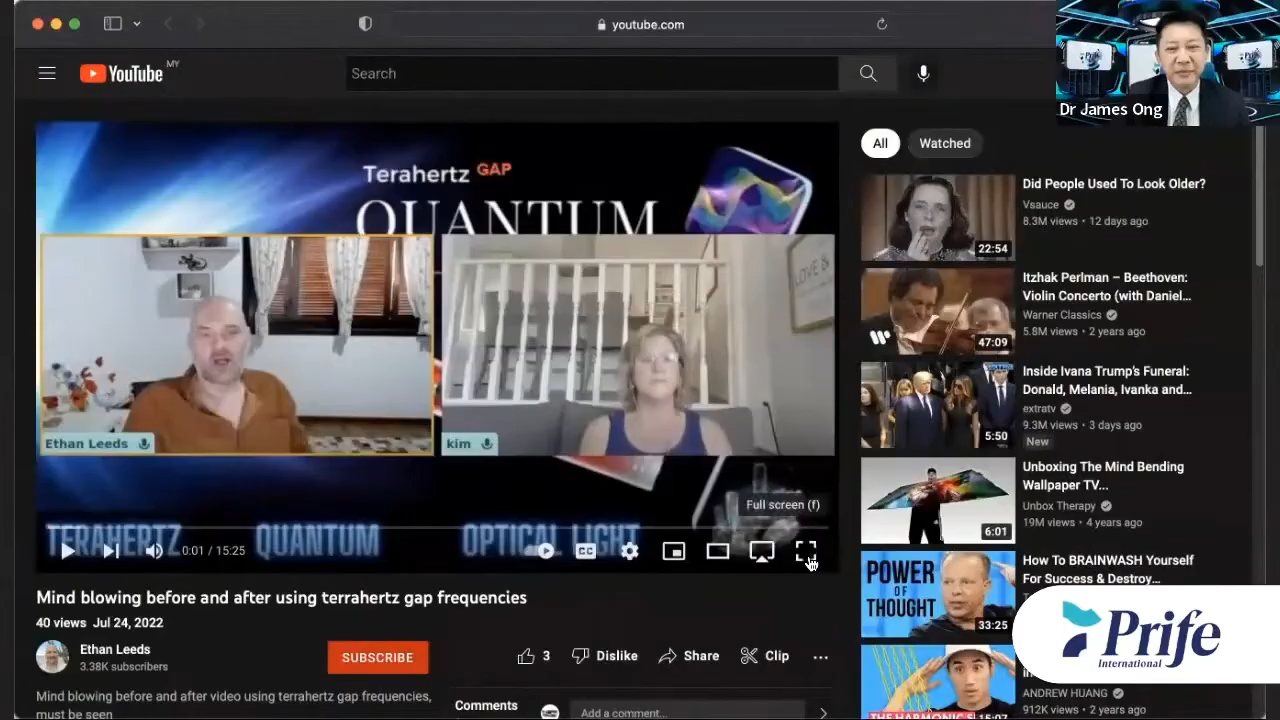 youtube.com
YouTube MY
Search
Dr James Ong
All
Watched
Terahertz GAP
QUANTUM
LOVE &
Ethan Leeds
kim
Full screen (f)
TERAHERTZ
QUANTUM
OPTICAL LIGHT
0:01 / 15:25
CC
Mind blowing before and after using terrahertz gap frequencies
40 views Jul 24, 2022
Ethan Leeds
3.38K subscribers
SUBSCRIBE
3
Dislike
Share
Clip
Mind blowing before and after video using terrahertz gap frequencies,
must be seen
Comments
Add a comment...
22:54
Did People Used To Look Older?
Vsauce
8.3M views • 12 days ago
47:09
Itzhak Perlman – Beethoven:
Violin Concerto (with Daniel...
Warner Classics
5.8M views • 2 years ago
5:50
Inside Ivana Trump's Funeral:
Donald, Melania, Ivanka and...
extratv
9.3M views • 3 days ago
New
6:01
Unboxing The Mind Bending
Wallpaper TV...
Unbox Therapy
19M views • 4 years ago
POWER
OF
THOUGHT
33:25
How To BRAINWASH Yourself
For Success & Destroy...
Prife
International
THE HARMONIC S
15:07
ANDREW HUANG
912K views • 2 years ago